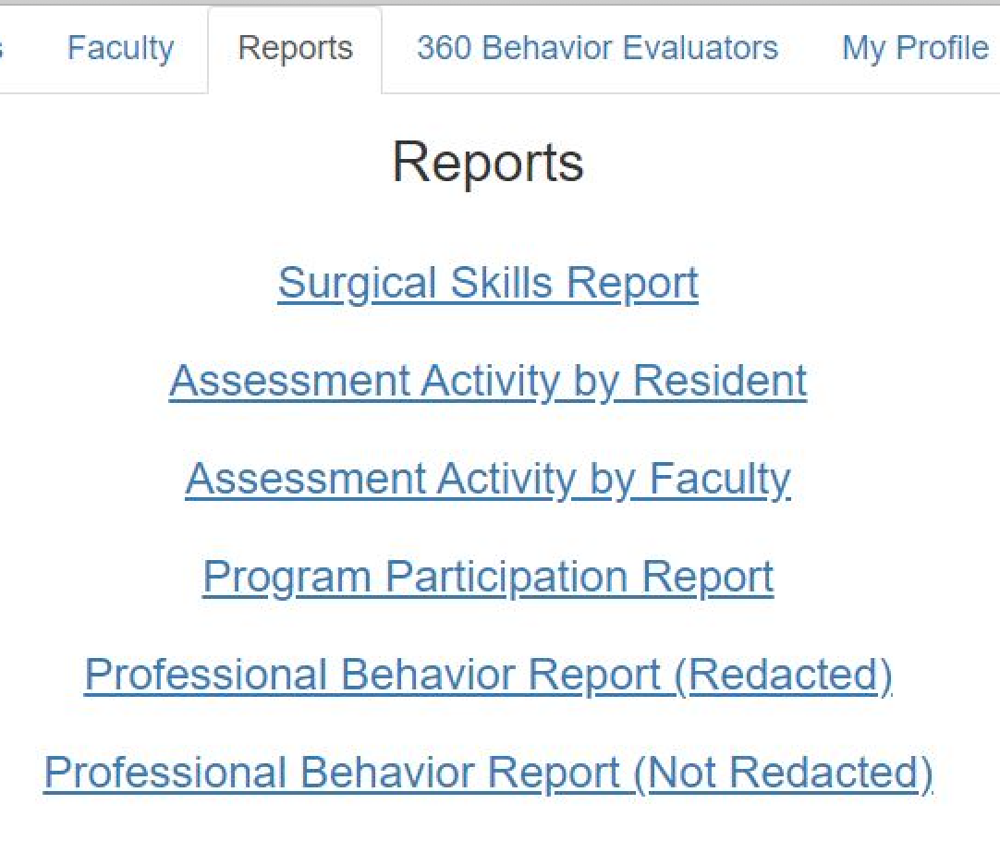 Faculty Reports 360 Behavior Evaluators My Profile
Reports
Surgical Skills Report
Assessment Activity by Resident
Assessment Activity by Faculty
Program Participation Report
Professional Behavior Report (Redacted)
Professional Behavior Report (Not Redacted)